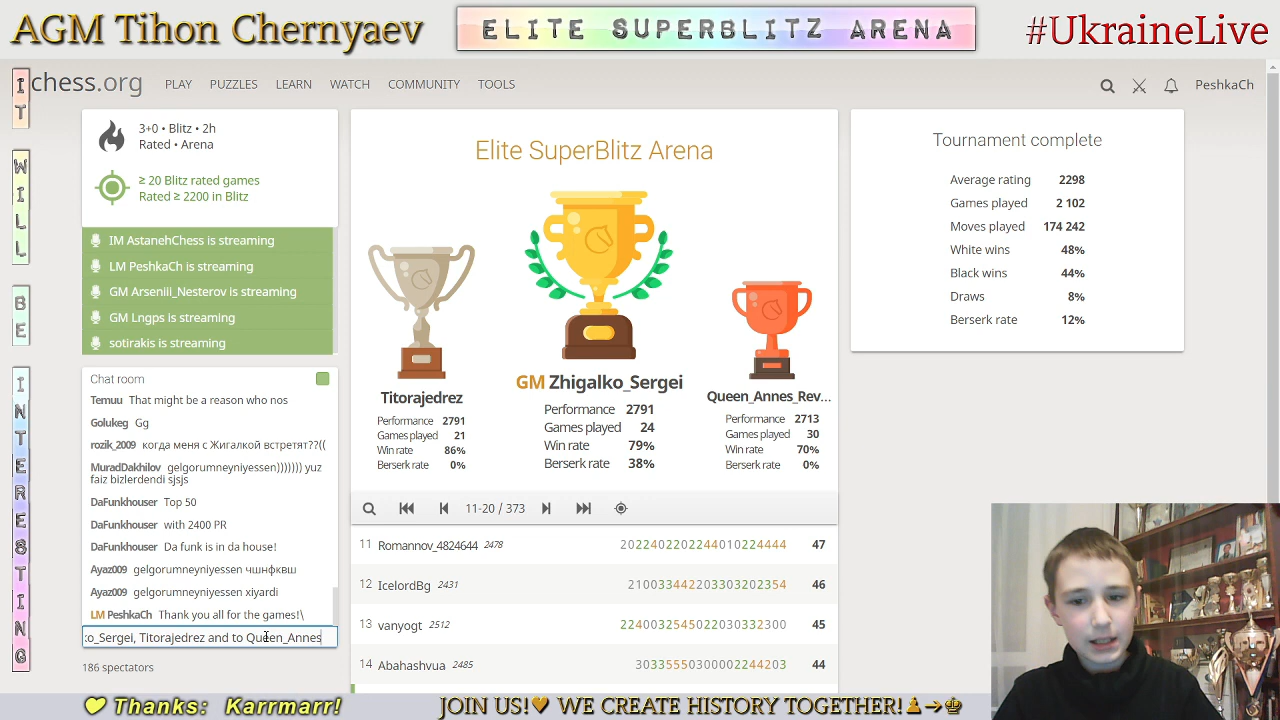 AGM Tihon Chernyaev
ELITE SUPERBLITZ ARENA
#UkraineLive
IT WILL BE INTERESTING
chess.org
PLAY PUZZLES LEARN WATCH COMMUNITY TOOLS
PeshkaCh
3+0 • Blitz • 2h
Rated • Arena
≥ 20 Blitz rated games
Rated ≥ 2200 in Blitz
IM AstanehChess is streaming
LM PeshkaCh is streaming
GM Arsenii_Nesterov is streaming
GM Lngps is streaming
sotirakis is streaming
Chat room
Temuu That might be a reason who nos
Golukeg Gg
rozik_2009 когда меня с Жигалкой встретят??((
MuradDakhilov gelgorumneyniyessen))))))) yuz
faiz bizlerdendi sjsjs
DaFunkhouser Top 50
DaFunkhouser with 2400 PR
DaFunkhouser Da funk is in da house!
Ayaz009 gelgorumneyniyessen чшнфквш
Ayaz009 gelgorumneyniyessen xiyardi
LM PeshkaCh Thank you all for the games!\
ko_Sergei, Titorajedrez and to Queen_Annes
186 spectators
Elite SuperBlitz Arena
Titorajedrez
Performance 2791
Games played 21
Win rate 86%
Berserk rate 0%
GM Zhigalko_Sergei
Performance 2791
Games played 24
Win rate 79%
Berserk rate 38%
Queen_Annes_Rev...
Performance 2713
Games played 30
Win rate 70%
Berserk rate 0%
11-20 / 373
11 Romannov_4824644 2478 20224022022440102244444 47
12 IcelordBg 2431 210033442203303202354 46
13 vanyogt 2512 2240032545022030332300 45
14 Abahashvua 2485 30335550300002244203 44
Tournament complete
Average rating 2298
Games played 2 102
Moves played 174 242
White wins 48%
Black wins 44%
Draws 8%
Berserk rate 12%
Thanks: Karrmarr!
JOIN US! WE CREATE HISTORY TOGETHER!